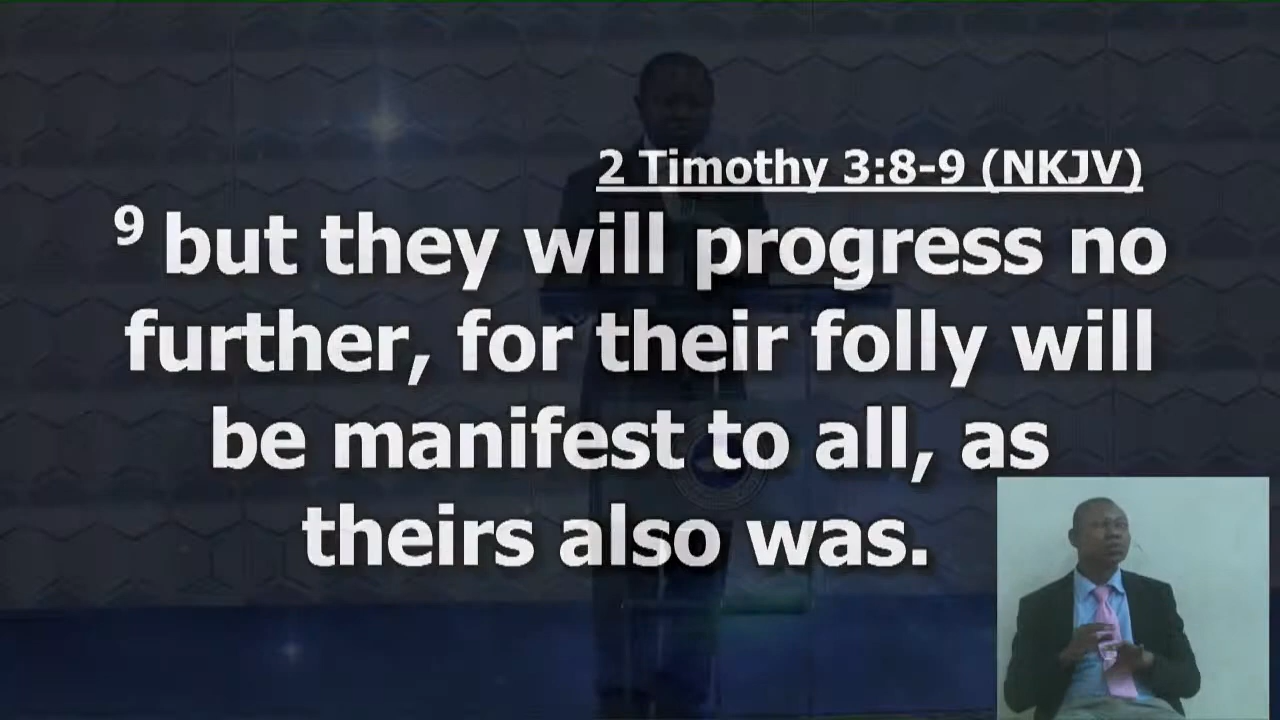 2 Timothy 3:8-9 (NKJV)
9 but they will progress no
further, for their folly will
be manifest to all, as
theirs also was.